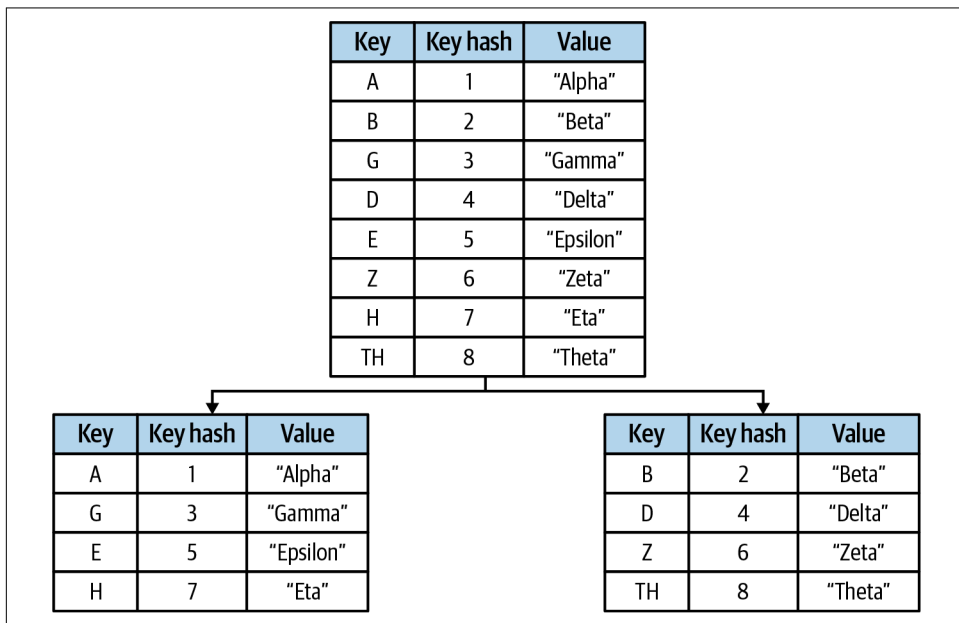 Key Key hash Value
A 1 “Alpha”
B 2 “Beta”
G 3 “Gamma”
D 4 “Delta”
E 5 “Epsilon”
Z 6 “Zeta”
H 7 “Eta”
TH 8 “Theta”
Key Key hash Value
A 1 “Alpha”
G 3 “Gamma”
E 5 “Epsilon”
H 7 “Eta”
Key Key hash Value
B 2 “Beta”
D 4 “Delta”
Z 6 “Zeta”
TH 8 “Theta”